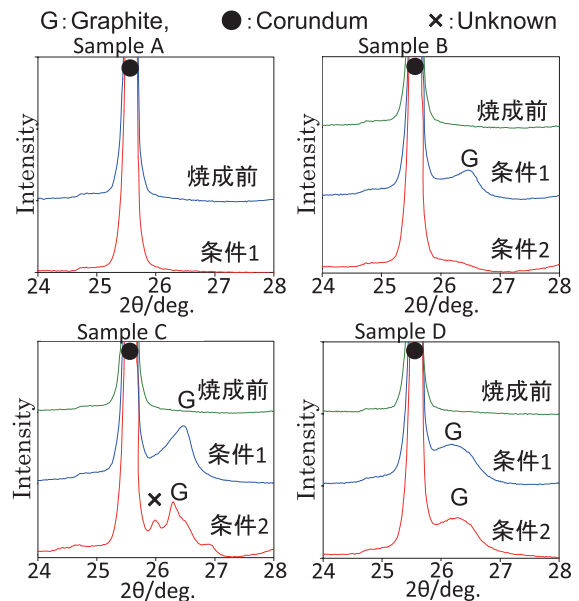 G:Graphite, ●:Corundum ×:Unknown
Sample A
Intensity
焼成前
条件1
24 25 26 27 28
2θ/deg.
Sample B
Intensity
焼成前
G
条件1
条件2
24 25 26 27 28
2θ/deg.
Sample C
Intensity
焼成前
G
条件1
× G
条件2
24 25 26 27 28
2θ/deg.
Sample D
Intensity
焼成前
G
条件1
G
条件2
24 25 26 27 28
2θ/deg.